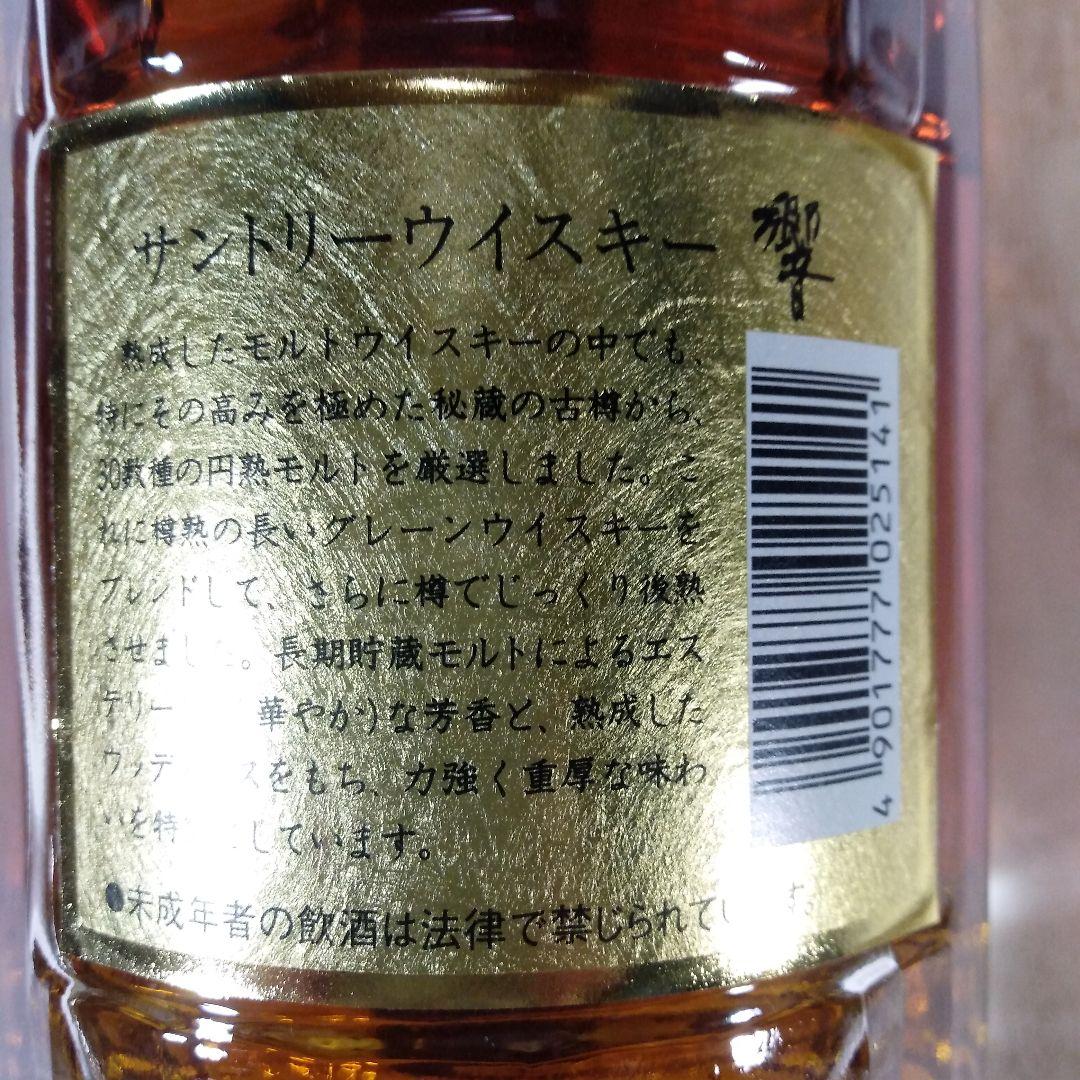 サントリーウイスキー 響
熟成したモルトウイスキーの中でも、
特にその高みを極めた秘蔵の古樽から、
30数種の円熟モルトを厳選しました。こ
れに樽熟の長いグレーンウイスキーを
ブレンドして、さらに樽でじっくり後熟
させました。長期貯蔵モルトによるエス
テリー 華やか)な芳香と、熟成した
ウッディ スをもち、力強く重厚な味わ
いを特 しています。
●未成年者の飲酒は法律で禁じられて
4 901777 025141